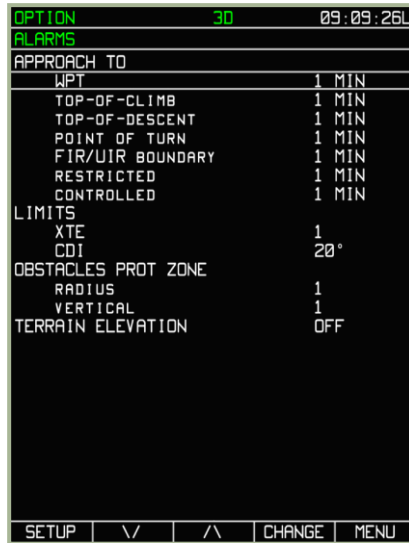 OPTION 3D 09:09:26L
ALARMS
APPROACH TO
WPT 1 MIN
TOP-OF-CLIMB 1 MIN
TOP-OF-DESCENT 1 MIN
POINT OF TURN 1 MIN
FIR/UIR BOUNDARY 1 MIN
RESTRICTED 1 MIN
CONTROLLED 1 MIN
LIMITS
XTE 1
CDI 20°
OBSTACLES PROT ZONE
RADIUS 1
VERTICAL 1
TERRAIN ELEVATION OFF
SETUP \/ /\ CHANGE MENU